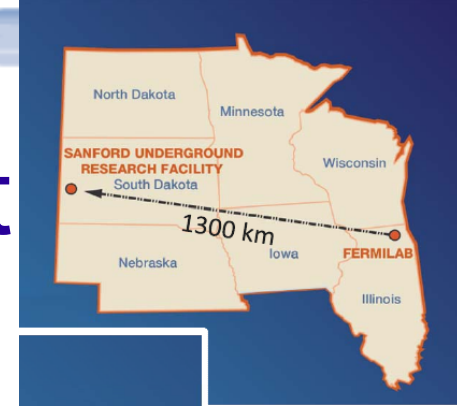 North Dakota
Minnesota
SANFORD UNDERGROUND
RESEARCH FACILITY
Wisconsin
South Dakota
t
1300 km
Iowa
FERMILAB
Nebraska
Illinois